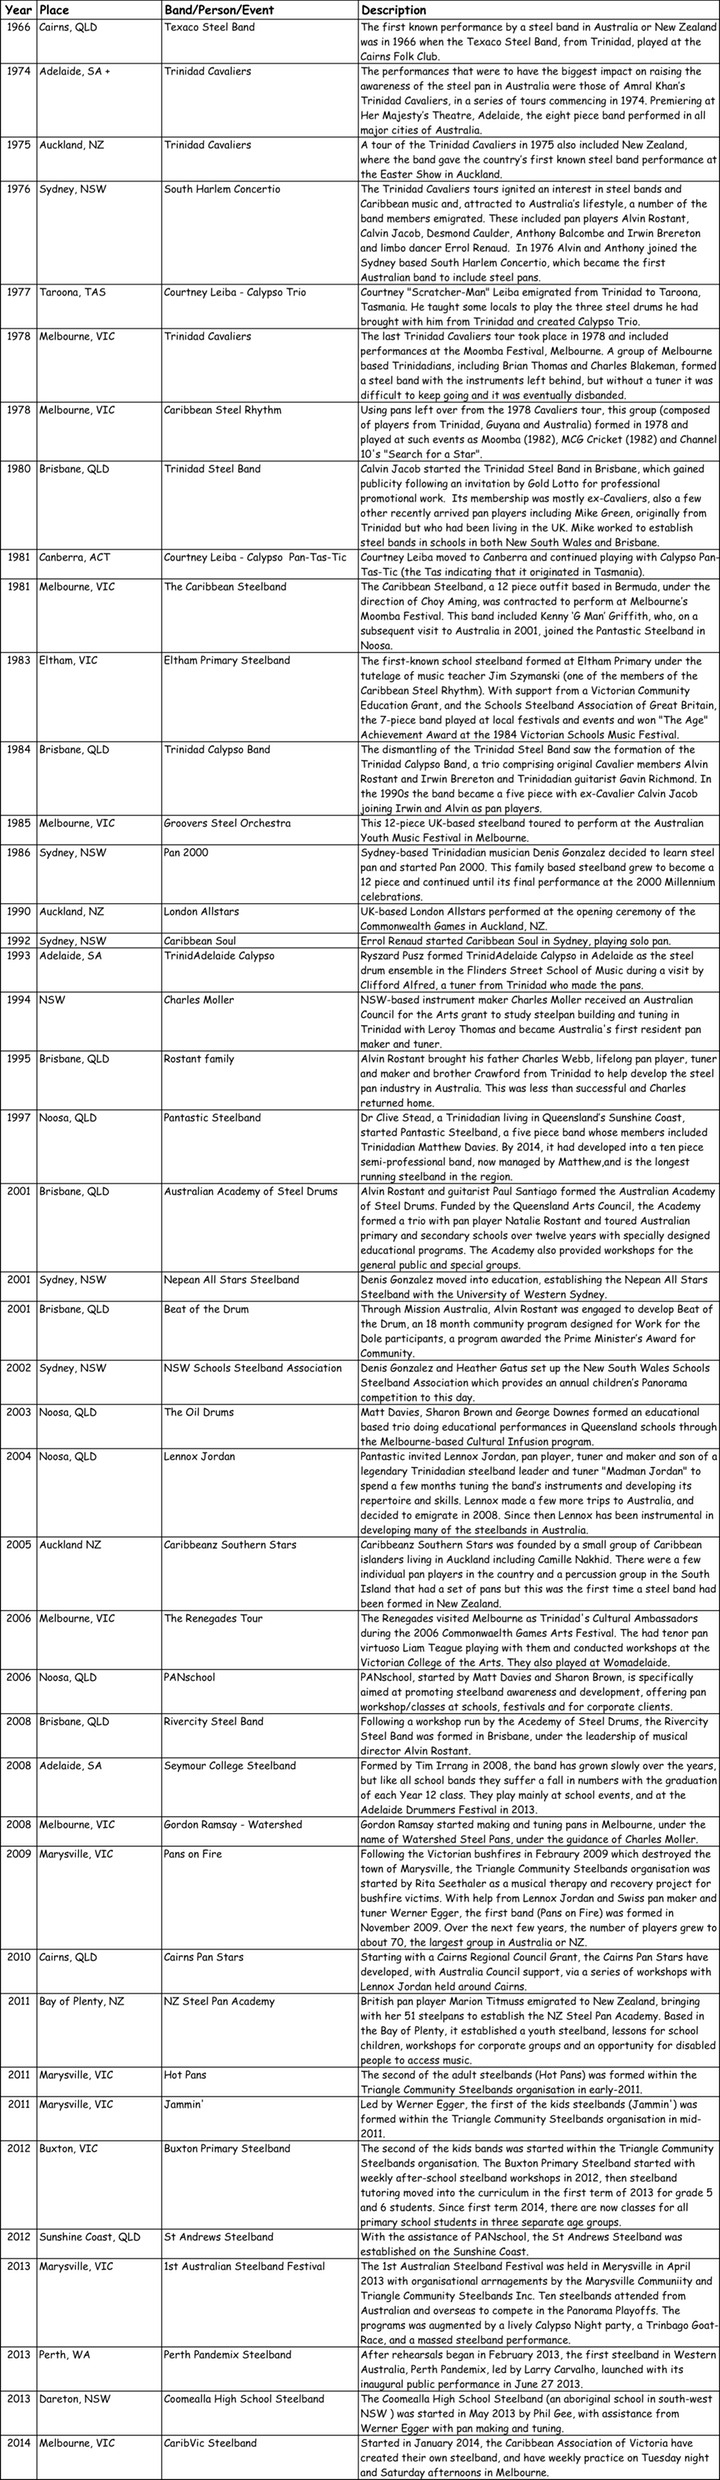 Year Place Band/Person/Event Description
1966 Cairns, QLD Texaco Steel Band The first known performance by a steel band in Australia or New Zealand
was in 1966 when the Texaco Steel Band, from Trinidad, played at the
Cairns Folk Club.
1974 Adelaide, SA + Trinidad Cavaliers The performances that were to have the biggest impact on raising the
awareness of the steel pan in Australia were those of Amral Khan's
Trinidad Cavaliers, in a series of tours commencing in 1974. Premiering at
Her Majesty's Theatre, Adelaide, the eight piece band performed in all
major cities of Australia.
1975 Auckland, NZ Trinidad Cavaliers A tour of the Trinidad Cavaliers in 1975 also included New Zealand,
where the band gave the country's first known steel band performance at
the Easter Show in Auckland.
1976 Sydney, NSW South Harlem Concertio The Trinidad Cavaliers tours ignited an interest in steel bands and
Caribbean music and, attracted to Australia's lifestyle, a number of the
band members emigrated. These included pan players Alvin Rostant,
Calvin Jacob, Desmond Caulder, Anthony Balcombe and Irwin Brereton
and limbo dancer Errol Renaud. In 1976 Alvin and Anthony joined the
Sydney based South Harlem Concertio, which became the first
Australian band to include steel pans.
1977 Taroona, TAS Courtney Leiba - Calypso Trio Courtney "Scratcher-Man" Leiba emigrated from Trinidad to Taroona,
Tasmania. He taught some locals to play the three steel drums he had
brought with him from Trinidad and created Calypso Trio.
1978 Melbourne, VIC Trinidad Cavaliers The last Trinidad Cavaliers tour took place in 1978 and included
performances at the Moomba Festival, Melbourne. A group of Melbourne
based Trinidadians, including Brian Thomas and Charles Blakeman, formed
a steel band with the instruments left behind, but without a tuner it was
difficult to keep going and it was eventually disbanded.
1978 Melbourne, VIC Caribbean Steel Rhythm Using pans left over from the 1978 Cavaliers tour, this group (composed
of players from Trinidad, Guyana and Australia) formed in 1978 and
played at such events as Moomba (1982), MCG Cricket (1982) and Channel
10's "Search for a Star".
1980 Brisbane, QLD Trinidad Steel Band Calvin Jacob started the Trinidad Steel Band in Brisbane, which gained
publicity following an invitation by Gold Lotto for professional
promotional work. Its membership was mostly ex-Cavaliers, also a few
other recently arrived pan players including Mike Green, originally from
Trinidad but who had been living in the UK. Mike worked to establish
steel bands in schools in both New South Wales and Brisbane.
1981 Canberra, ACT Courtney Leiba - Calypso Pan-Tas-Tic Courtney Leiba moved to Canberra and continued playing with Calypso Pan-
Tas-Tic (the Tas indicating that it originated in Tasmania).
1981 Melbourne, VIC The Caribbean Steelband The Caribbean Steelband, a 12 piece outfit based in Bermuda, under the
direction of Choy Aming, was contracted to perform at Melbourne's
Moomba Festival. This band included Kenny 'G Man' Griffith, who, on a
subsequent visit to Australia in 2001, joined the Pantastic Steelband in
Noosa.
1983 Eltham, VIC Eltham Primary Steelband The first-known school steelband formed at Eltham Primary under the
tutelage of music teacher Jim Szymanski (one of the members of the
Caribbean Steel Rhythm). With support from a Victorian Community
Education Grant, and the Schools Steelband Association of Great Britain,
the 7-piece band played at local festivals and events and won "The Age"
Achievement Award at the 1984 Victorian Schools Music Festival.
1984 Brisbane, QLD Trinidad Calypso Band The dismantling of the Trinidad Steel Band saw the formation of the
Trinidad Calypso Band, a trio comprising original Cavalier members Alvin
Rostant and Irwin Brereton and Trinidadian guitarist Gavin Richmond. In
the 1990s the band became a five piece with ex-Cavalier Calvin Jacob
joining Irwin and Alvin as pan players.
1985 Melbourne, VIC Groovers Steel Orchestra This 12-piece UK-based steelband toured to perform at the Australian
Youth Music Festival in Melbourne.
1986 Sydney, NSW Pan 2000 Sydney-based Trinidadian musician Denis Gonzalez decided to learn steel
pan and started Pan 2000. This family based steelband grew to become a
12 piece and continued until its final performance at the 2000 Millennium
celebrations.
1990 Auckland, NZ London Allstars UK-based London Allstars performed at the opening ceremony of the
Commonwealth Games in Auckland, NZ.
1992 Sydney, NSW Caribbean Soul Errol Renaud started Caribbean Soul in Sydney, playing solo pan.
1993 Adelaide, SA TrinidAdelaide Calypso Ryszard Pusz formed TrinidAdelaide Calypso in Adelaide as the steel
drum ensemble in the Flinders Street School of Music during a visit by
Clifford Alfred, a tuner from Trinidad who made the pans.
1994 NSW Charles Moller NSW-based instrument maker Charles Moller received an Australian
Council for the Arts grant to study steelpan building and tuning in
Trinidad with Leroy Thomas and became Australia's first resident pan
maker and tuner.
1995 Brisbane, QLD Rostant family Alvin Rostant brought his father Charles Webb, lifelong pan player, tuner
and maker and brother Crawford from Trinidad to help develop the steel
pan industry in Australia. This was less than successful and Charles
returned home.
1997 Noosa, QLD Pantastic Steelband Dr Clive Stead, a Trinidadian living in Queensland's Sunshine Coast,
started Pantastic Steelband, a five piece band whose members included
Trinidadian Matthew Davies. By 2014, it had developed into a ten piece
semi-professional band, now managed by Matthew,and is the longest
running steelband in the region.
2001 Brisbane, QLD Australian Academy of Steel Drums Alvin Rostant and guitarist Paul Santiago formed the Australian Academy
of Steel Drums. Funded by the Queensland Arts Council, the Academy
formed a trio with pan player Natalie Rostant and toured Australian
primary and secondary schools over twelve years with specially designed
educational programs. The Academy also provided workshops for the
general public and special groups.
2001 Sydney, NSW Nepean All Stars Steelband Denis Gonzalez moved into education, establishing the Nepean All Stars
Steelband with the University of Western Sydney.
2001 Brisbane, QLD Beat of the Drum Through Mission Australia, Alvin Rostant was engaged to develop Beat of
the Drum, an 18 month community program designed for Work for the
Dole participants, a program awarded the Prime Minister's Award for
Community.
2002 Sydney, NSW NSW Schools Steelband Association Denis Gonzalez and Heather Gatus set up the New South Wales Schools
Steelband Association which provides an annual children's Panorama
competition to this day.
2003 Noosa, QLD The Oil Drums Matt Davies, Sharon Brown and George Downes formed an educational
based trio doing educational performances in Queensland schools through
the Melbourne-based Cultural Infusion program.
2004 Noosa, QLD Lennox Jordan Pantastic invited Lennox Jordan, pan player, tuner and maker and son of a
legendary Trinidadian steelband leader and tuner "Madman Jordan" to
spend a few months tuning the band's instruments and developing its
repertoire and skills. Lennox made a few more trips to Australia, and
decided to emigrate in 2008. Since then Lennox has been instrumental in
developing many of the steelbands in Australia.
2005 Auckland NZ Caribbeanz Southern Stars Caribbeanz Southern Stars was founded by a small group of Caribbean
islanders living in Auckland including Camille Nakhid. There were a few
individual pan players in the country and a percussion group in the South
Island that had a set of pans but this was the first time a steel band had
been formed in New Zealand.
2006 Melbourne, VIC The Renegades Tour The Renegades visited Melbourne as Trinidad's Cultural Ambassadors
during the 2006 Commonwaelth Games Arts Festival. The had tenor pan
virtuoso Liam Teague playing with them and conducted workshops at the
Victorian College of the Arts. They also played at Womadelaide.
2006 Noosa, QLD PANschool PANschool, started by Matt Davies and Sharon Brown, is specifically
aimed at promoting steelband awareness and development, offering pan
workshop/classes at schools, festivals and for corporate clients.
2008 Brisbane, QLD Rivercity Steel Band Following a workshop run by the Acedemy of Steel Drums, the Rivercity
Steel Band was formed in Brisbane, under the leadership of musical
director Alvin Rostant.
2008 Adelaide, SA Seymour College Steelband Formed by Tim Irrang in 2008, the band has grown slowly over the years,
but like all school bands they suffer a fall in numbers with the graduation
of each Year 12 class. They play mainly at school events, and at the
Adelaide Drummers Festival in 2013.
2008 Melbourne, VIC Gordon Ramsay - Watershed Gordon Ramsay started making and tuning pans in Melbourne, under the
name of Watershed Steel Pans, under the guidance of Charles Moller.
2009 Marysville, VIC Pans on Fire Following the Victorian bushfires in Febraury 2009 which destroyed the
town of Marysville, the Triangle Community Steelbands organisation was
started by Rita Seethaler as a musical therapy and recovery project for
bushfire victims. With help from Lennox Jordan and Swiss pan maker and
tuner Werner Egger, the first band (Pans on Fire) was formed in
November 2009. Over the next few years, the number of players grew to
about 70, the largest group in Australia or NZ.
2010 Cairns, QLD Cairns Pan Stars Starting with a Cairns Regional Council Grant, the Cairns Pan Stars have
developed, with Australia Council support, via a series of workshops with
Lennox Jordan held around Cairns.
2011 Bay of Plenty, NZ NZ Steel Pan Academy British pan player Marion Titmuss emigrated to New Zealand, bringing
with her 51 steelpans to establish the NZ Steel Pan Academy. Based in
the Bay of Plenty, it established a youth steelband, lessons for school
children, workshops for corporate groups and an opportunity for disabled
people to access music.
2011 Marysville, VIC Hot Pans The second of the adult steelbands (Hot Pans) was formed within the
Triangle Community Steelbands organisation in early-2011.
2011 Marysville, VIC Jammin' Led by Werner Egger, the first of the kids steelbands (Jammin') was
formed within the Triangle Community Steelbands organisation in mid-
2011.
2012 Buxton, VIC Buxton Primary Steelband The second of the kids bands was started within the Triangle Community
Steelbands organisation. The Buxton Primary Steelband started with
weekly after-school steelband workshops in 2012, then steelband
tutoring moved into the curriculum in the first term of 2013 for grade 5
and 6 students. Since first term 2014, there are now classes for all
primary school students in three separate age groups.
2012 Sunshine Coast, QLD St Andrews Steelband With the assistance of PANschool, the St Andrews Steelband was
established on the Sunshine Coast.
2013 Marysville, VIC 1st Australian Steelband Festival The 1st Australian Steelband Festival was held in Merysville in April
2013 with organisational arrnagements by the Marysville Communiity and
Triangle Community Steelbands Inc. Ten steelbands attended from
Australian and overseas to compete in the Panorama Playoffs. The
programs was augmented by a lively Calypso Night party, a Trinbago Goat-
Race, and a massed steelband performance.
2013 Perth, WA Perth Pandemix Steelband After rehearsals began in February 2013, the first steelband in Western
Australia, Perth Pandemix, led by Larry Carvalho, launched with its
inaugural public performance in June 27 2013.
2013 Dareton, NSW Coomealla High School Steelband The Coomealla High School Steelband (an aboriginal school in south-west
NSW ) was started in May 2013 by Phil Gee, with assistance from
Werner Egger with pan making and tuning.
2014 Melbourne, VIC CaribVic Steelband Started in January 2014, the Caribbean Association of Victoria have
created their own steelband, and have weekly practice on Tuesday night
and Saturday afternoons in Melbourne.